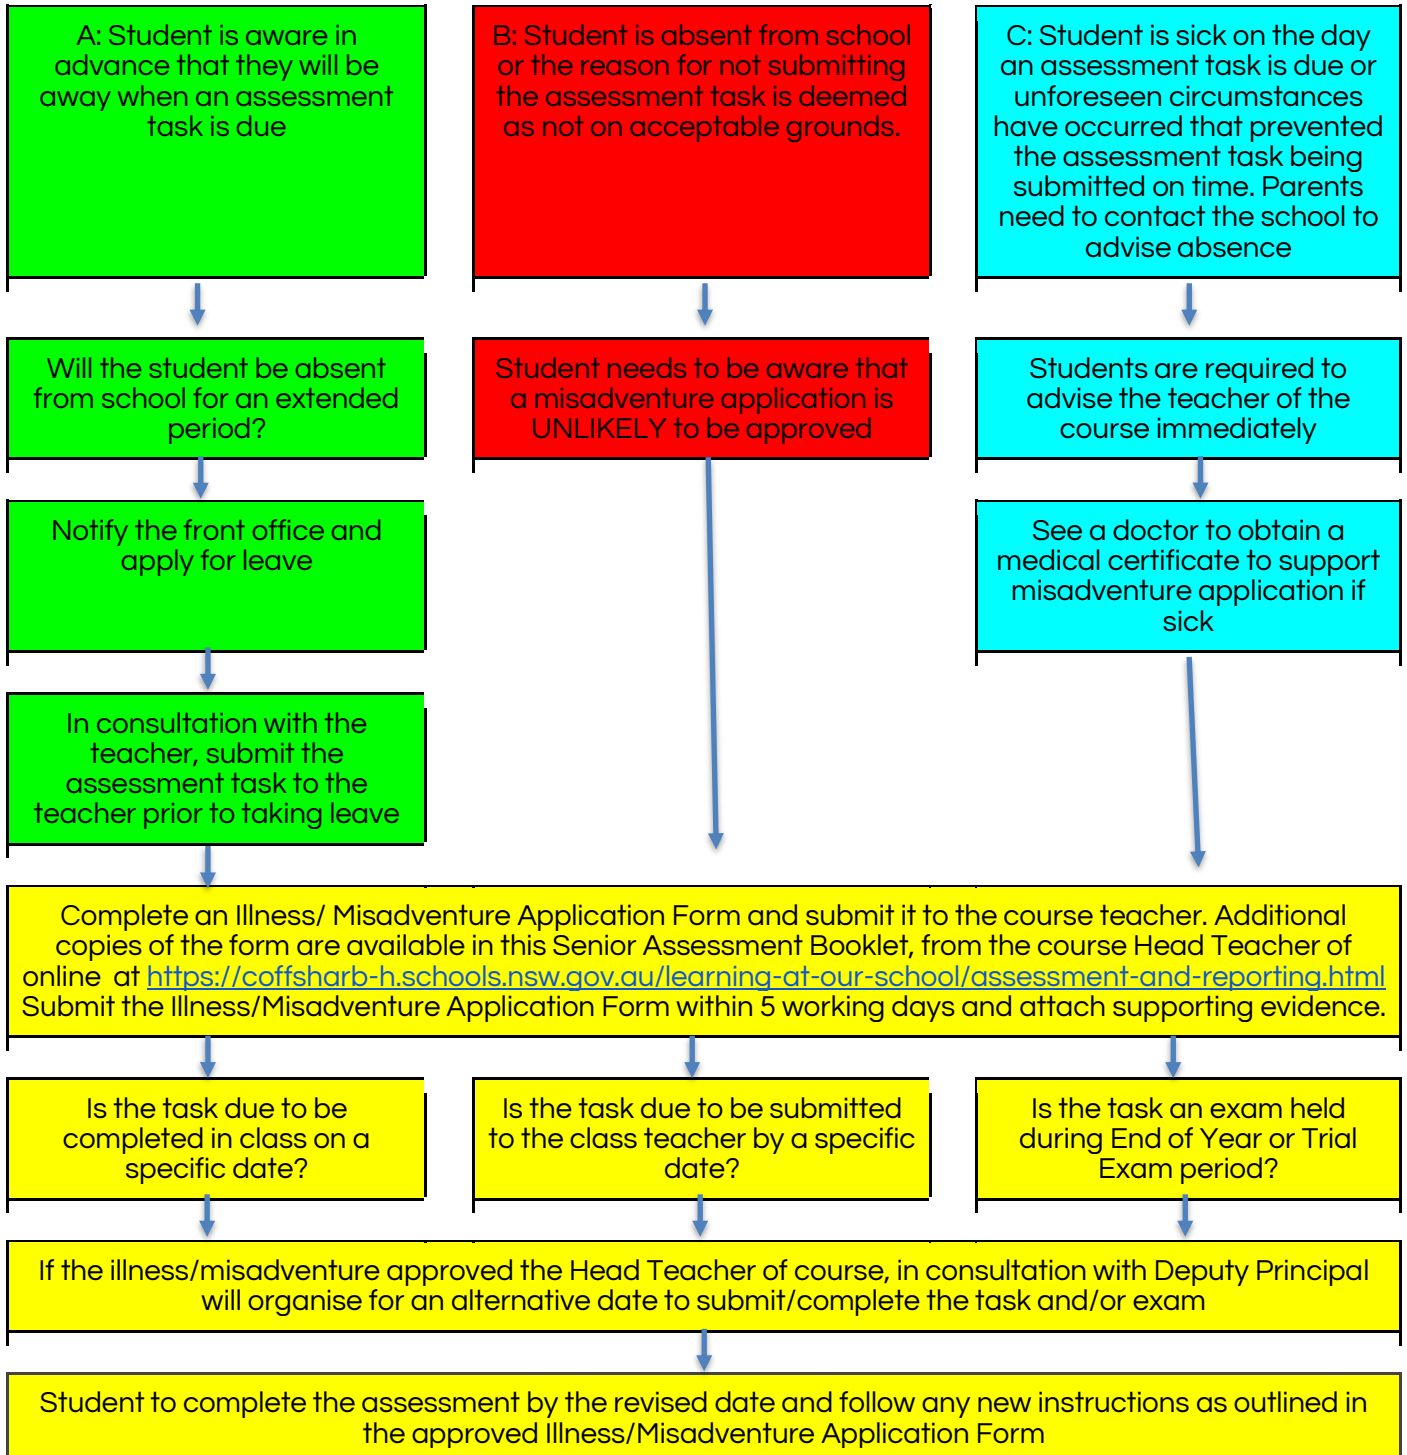 A: Student is aware in
advance that they will be
away when an assessment
task is due
B: Student is absent from school
or the reason for not submitting
the assessment task is deemed
as not on acceptable grounds.
C: Student is sick on the day
an assessment task is due or
unforeseen circumstances
have occurred that prevented
the assessment task being
submitted on time. Parents
need to contact the school to
advise absence
Will the student be absent
from school for an extended
period?
Student needs to be aware that
a misadventure application is
UNLIKELY to be approved
Students are required to
advise the teacher of the
course immediately
Notify the front office and
apply for leave
See a doctor to obtain a
medical certificate to support
misadventure application if
sick
In consultation with the
teacher, submit the
assessment task to the
teacher prior to taking leave
Complete an Illness/ Misadventure Application Form and submit it to the course teacher. Additional
copies of the form are available in this Senior Assessment Booklet, from the course Head Teacher of
online  at https://coffsharb-h.schools.nsw.gov.au/learning-at-our-school/assessment-and-reporting.html
Submit the Illness/Misadventure Application Form within 5 working days and attach supporting evidence.
Is the task due to be
completed in class on a
specific date?
Is the task due to be submitted
to the class teacher by a specific
date?
Is the task an exam held
during End of Year or Trial
Exam period?
If the illness/misadventure approved the Head Teacher of course, in consultation with Deputy Principal
will organise for an alternative date to submit/complete the task and/or exam
Student to complete the assessment by the revised date and follow any new instructions as outlined in
the approved Illness/Misadventure Application Form